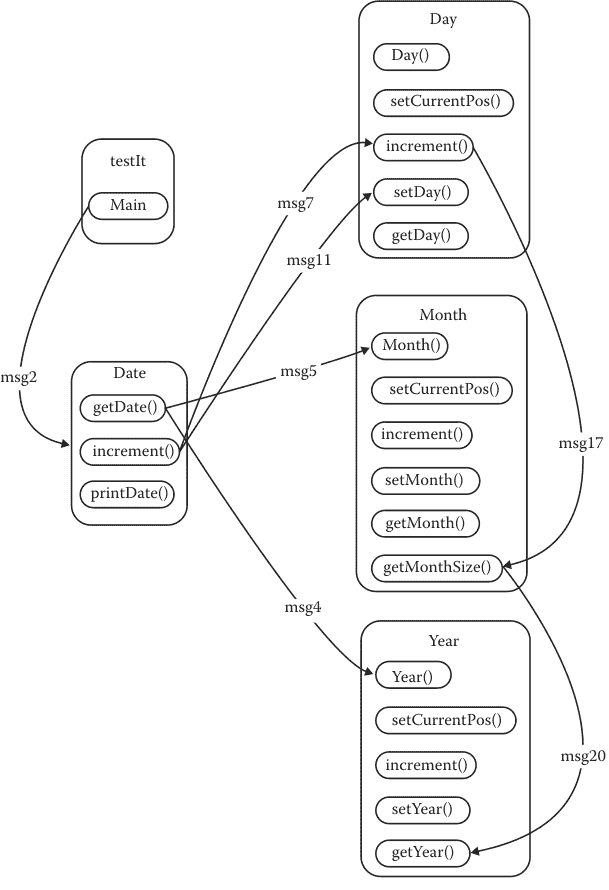 Day
Day()
setCurrentPos()
increment()
setDay()
getDay()
testIt
Main
msg7
msg11
msg2
Date
getDate()
increment()
printDate()
msg5
msg4
Month
Month()
setCurrentPos()
increment()
setMonth()
getMonth()
getMonthSize()
msg17
Year
Year()
setCurrentPos()
increment()
setYear()
getYear()
msg20